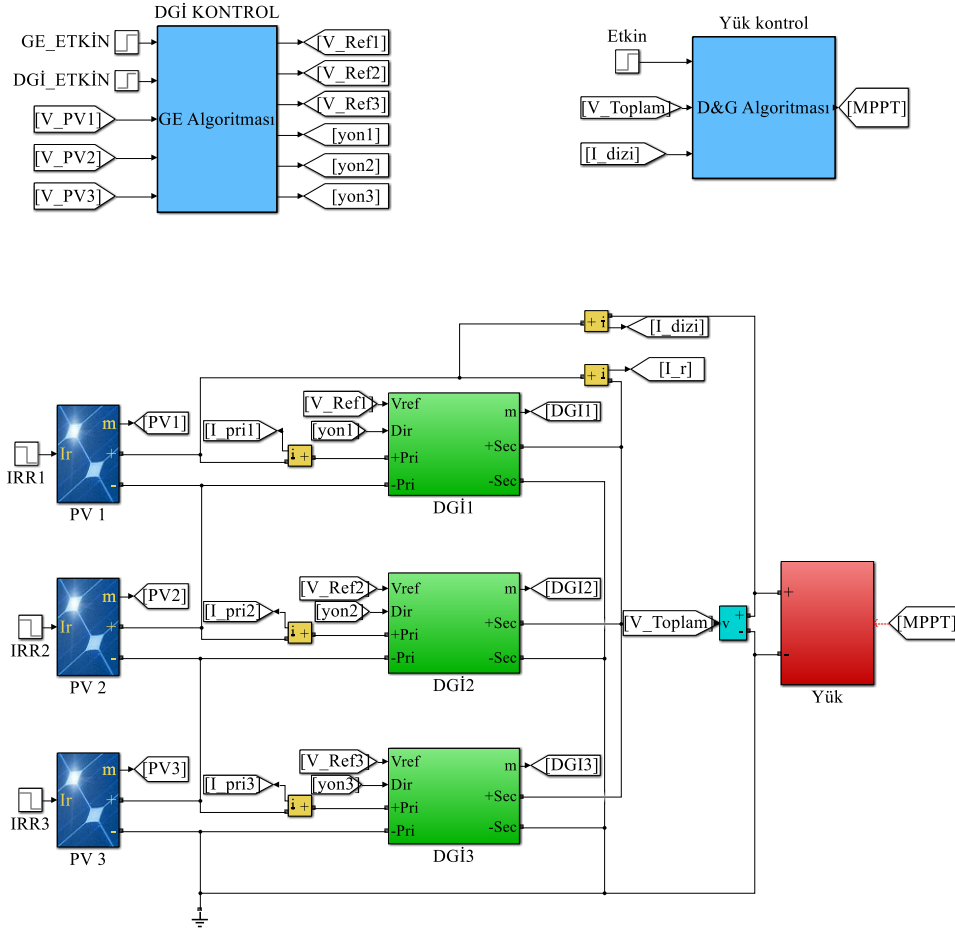 DGİ KONTROL
GE_ETKİN
DGİ_ETKİN
[V_PV1]
[V_PV2]
[V_PV3]
GE Algoritması
[V_Ref1]
[V_Ref2]
[V_Ref3]
[yon1]
[yon2]
[yon3]
Yük kontrol
Etkin
[V_Toplam]
[I_dizi]
D&G Algoritması
[MPPT]
+ i
[I_dizi]
+ i
[I_r]
IRR1
Ir
m
+
-
PV 1
[PV1]
[I_pri1]
i +
[V_Ref1]
[yon1]
Vref
Dir
+Pri
-Pri
m
+Sec
-Sec
DGİ1
[DGI1]
IRR2
Ir
m
+
-
PV 2
[PV2]
[I_pri2]
i +
[V_Ref2]
[yon2]
Vref
Dir
+Pri
-Pri
m
+Sec
-Sec
DGİ2
[DGI2]
[V_Toplam]
v + -
+
-
Yük
[MPPT]
IRR3
Ir
m
+
-
PV 3
[PV3]
[I_pri3]
i +
[V_Ref3]
[yon3]
Vref
Dir
+Pri
-Pri
m
+Sec
-Sec
DGİ3
[DGI3]